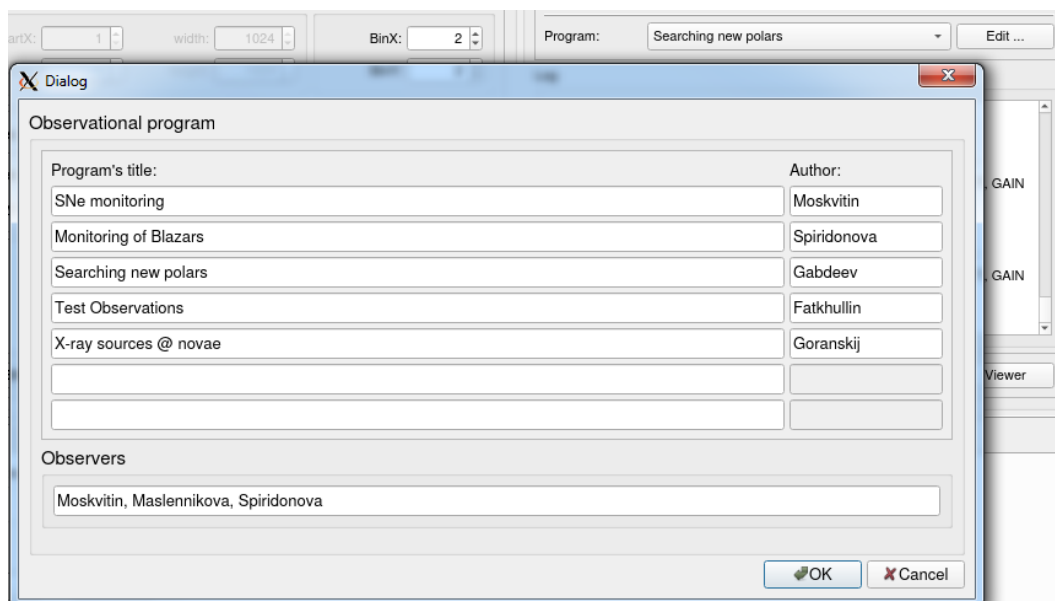 artX: 1 width: 1024 BinX: 2 Program: Searching new polars Edit ...
Dialog
Observational program
Program's title: Author:
SNe monitoring Moskvitin
Monitoring of Blazars Spiridonova
Searching new polars Gabdeev
Test Observations Fatkhullin
X-ray sources @ novae Goranskij
Observers
Moskvitin, Maslennikova, Spiridonova
OK Cancel
, GAIN
, GAIN
Viewer